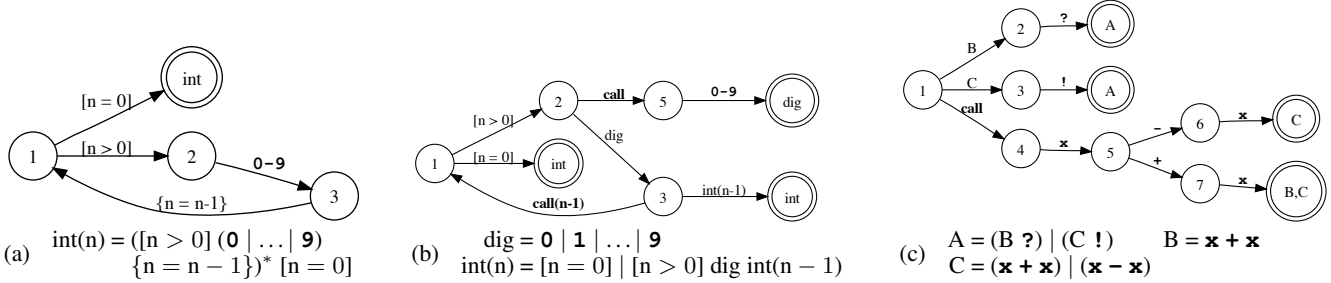 [n = 0]
int
1
[n > 0]
2
0-9
3
{n = n-1}
(a)
int(n) = ([n > 0] (0 | … | 9)
{n = n − 1})* [n = 0]
1
[n > 0]
2
call
5
0-9
dig
[n = 0]
int
dig
3
int(n-1)
int
call(n-1)
(b)
dig = 0 | 1 | … | 9
int(n) = [n = 0] | [n > 0] dig int(n − 1)
1
B
2
?
A
C
3
!
A
call
4
x
5
-
6
x
C
+
7
x
B,C
(c)
A = (B ?) | (C !) B = x + x
C = (x + x) | (x − x)